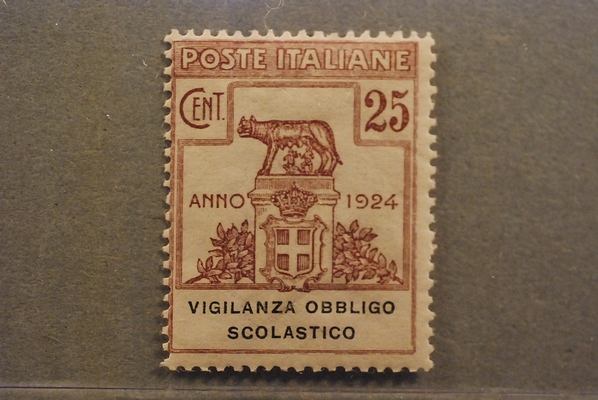 POSTE ITALIANE
CENT. 25
ANNO 1924
VIGILANZA OBBLIGO
SCOLASTICO